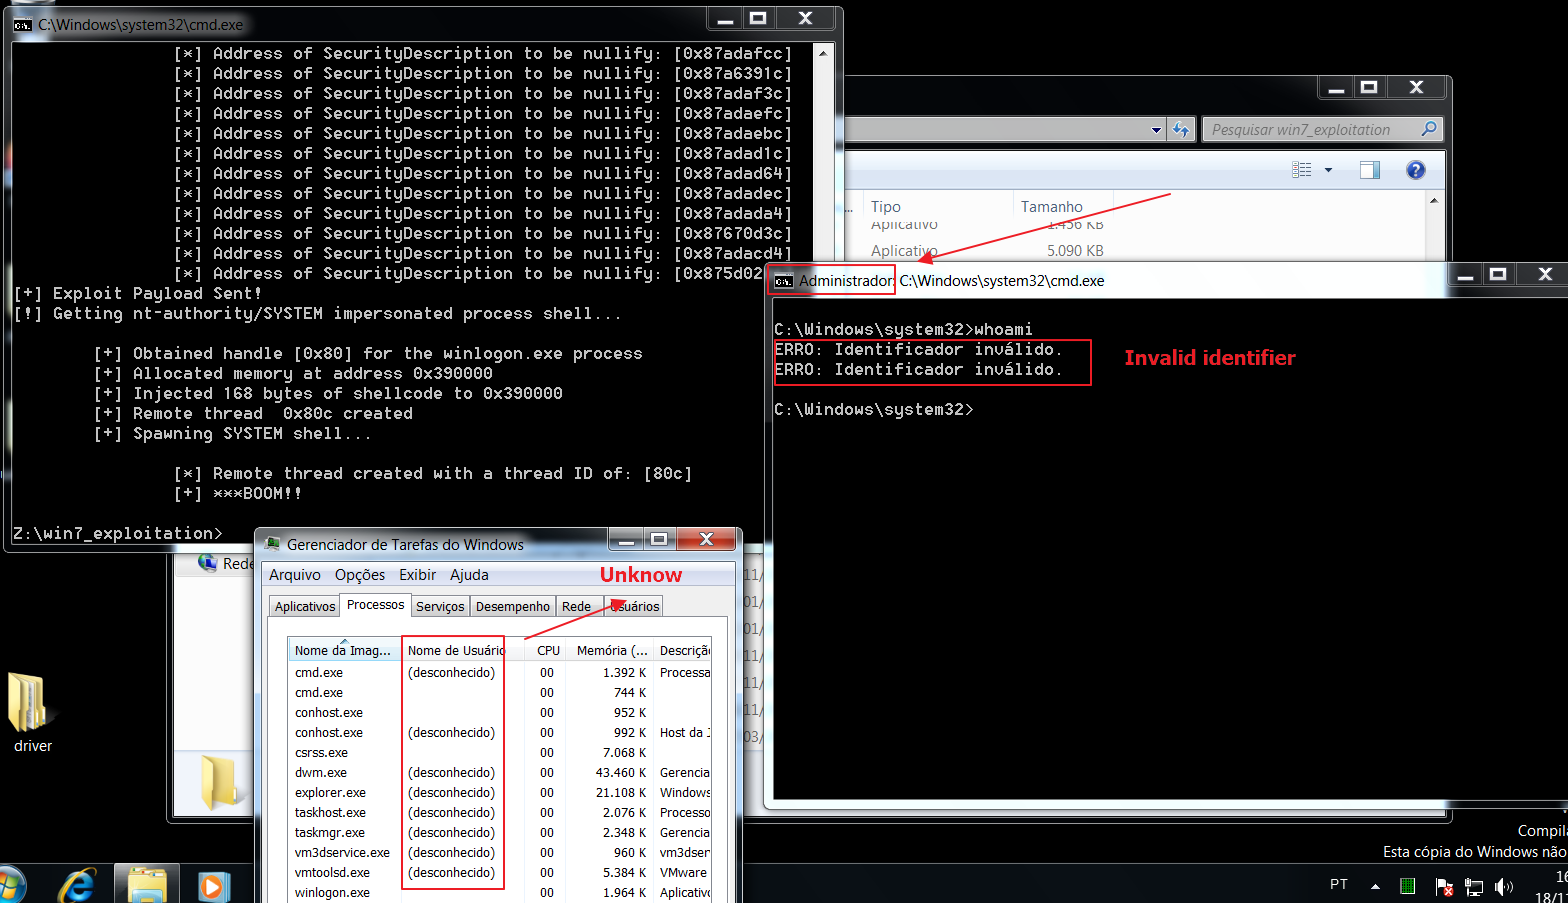 C:\Windows\system32\cmd.exe
[*] Address of SecurityDescription to be nullify: [0x87adafcc]
[*] Address of SecurityDescription to be nullify: [0x87a6391c]
[*] Address of SecurityDescription to be nullify: [0x87adaf3c]
[*] Address of SecurityDescription to be nullify: [0x87adaefc]
[*] Address of SecurityDescription to be nullify: [0x87adaebc]
[*] Address of SecurityDescription to be nullify: [0x87adad1c]
[*] Address of SecurityDescription to be nullify: [0x87adad64]
[*] Address of SecurityDescription to be nullify: [0x87adadec]
[*] Address of SecurityDescription to be nullify: [0x87adada4]
[*] Address of SecurityDescription to be nullify: [0x87670d3c]
[*] Address of SecurityDescription to be nullify: [0x87adacd4]
[*] Address of SecurityDescription to be nullify: [0x875d02
[+] Exploit Payload Sent!
[!] Getting nt-authority/SYSTEM impersonated process shell...
[+] Obtained handle [0x80] for the winlogon.exe process
[+] Allocated memory at address 0x390000
[+] Injected 168 bytes of shellcode to 0x390000
[+] Remote thread  0x80c created
[+] Spawning SYSTEM shell...
[*] Remote thread created with a thread ID of: [80c]
[+] ***BOOM!!
Z:\win7_exploitation>
Pesquisar win7_exploitation
... Tipo Tamanho
Aplicativo 1.456 KB
Aplicativo 5.090 KB
Administrador: C:\Windows\system32\cmd.exe
C:\Windows\system32>whoami
ERRO: Identificador inválido.
ERRO: Identificador inválido.
Invalid identifier
C:\Windows\system32>
Rede
Gerenciador de Tarefas do Windows
Arquivo Opções Exibir Ajuda
Unknow
Aplicativos Processos Serviços Desempenho Rede Usuários
Nome da Imag... Nome de Usuário CPU Memória (... Descriçã
cmd.exe (desconhecido) 00 1.392 K Processa
cmd.exe 00 744 K
conhost.exe 00 952 K
conhost.exe (desconhecido) 00 992 K Host da J
csrss.exe 00 7.068 K
dwm.exe (desconhecido) 00 43.460 K Gerencia
explorer.exe (desconhecido) 00 21.108 K Windows
taskhost.exe (desconhecido) 00 2.076 K Processo
taskmgr.exe (desconhecido) 00 2.348 K Gerencia
vm3dservice.exe (desconhecido) 00 960 K vm3dser
vmtoolsd.exe (desconhecido) 00 5.384 K VMware
winlogon.exe 00 1.964 K Aplicativ
11/
01/
01/
11/
11/
11/
03/
driver
Compila
Esta cópia do Windows não
PT
16
18/1